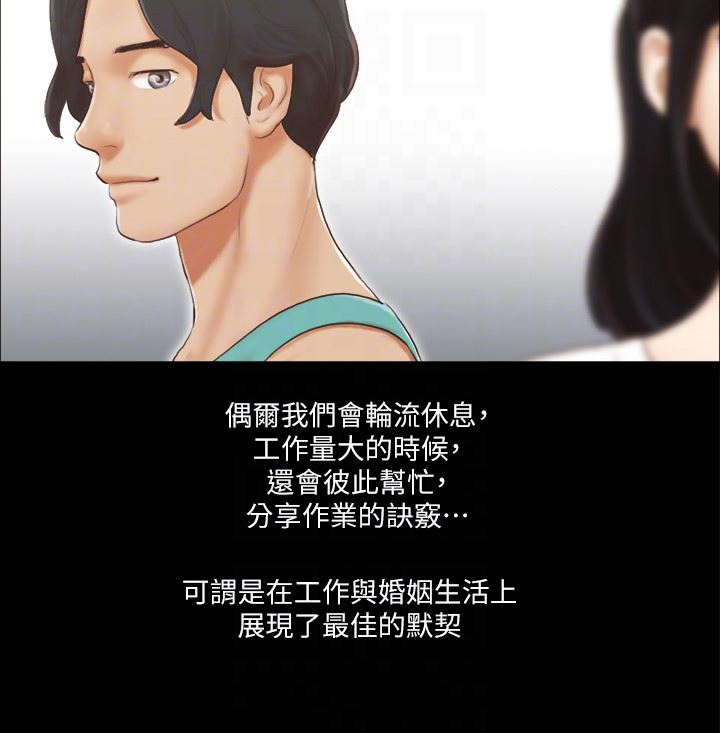 偶爾我們會輪流休息，
工作量大的時候，
還會彼此幫忙，
分享作業的訣竅…
可謂是在工作與婚姻生活上
展現了最佳的默契